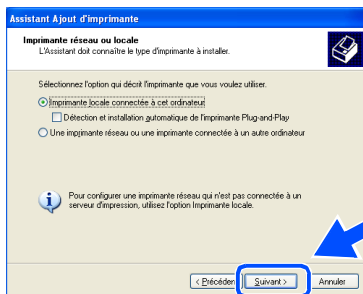 Assistant Ajout d'imprimante
Imprimante réseau ou locale
L'Assistant doit connaître le type d'imprimante à installer.
Sélectionnez l'option qui décrit l'imprimante que vous voulez utiliser.
Imprimante locale connectée à cet ordinateur
Détection et installation automatique de l'imprimante Plug-and-Play
Une imprimante réseau ou une imprimante connectée à un autre ordinateur
Pour configurer une imprimante réseau qui n'est pas connectée à un
serveur d'impression, utilisez l'option Imprimante locale.
< Précéden Suivant > Annuler